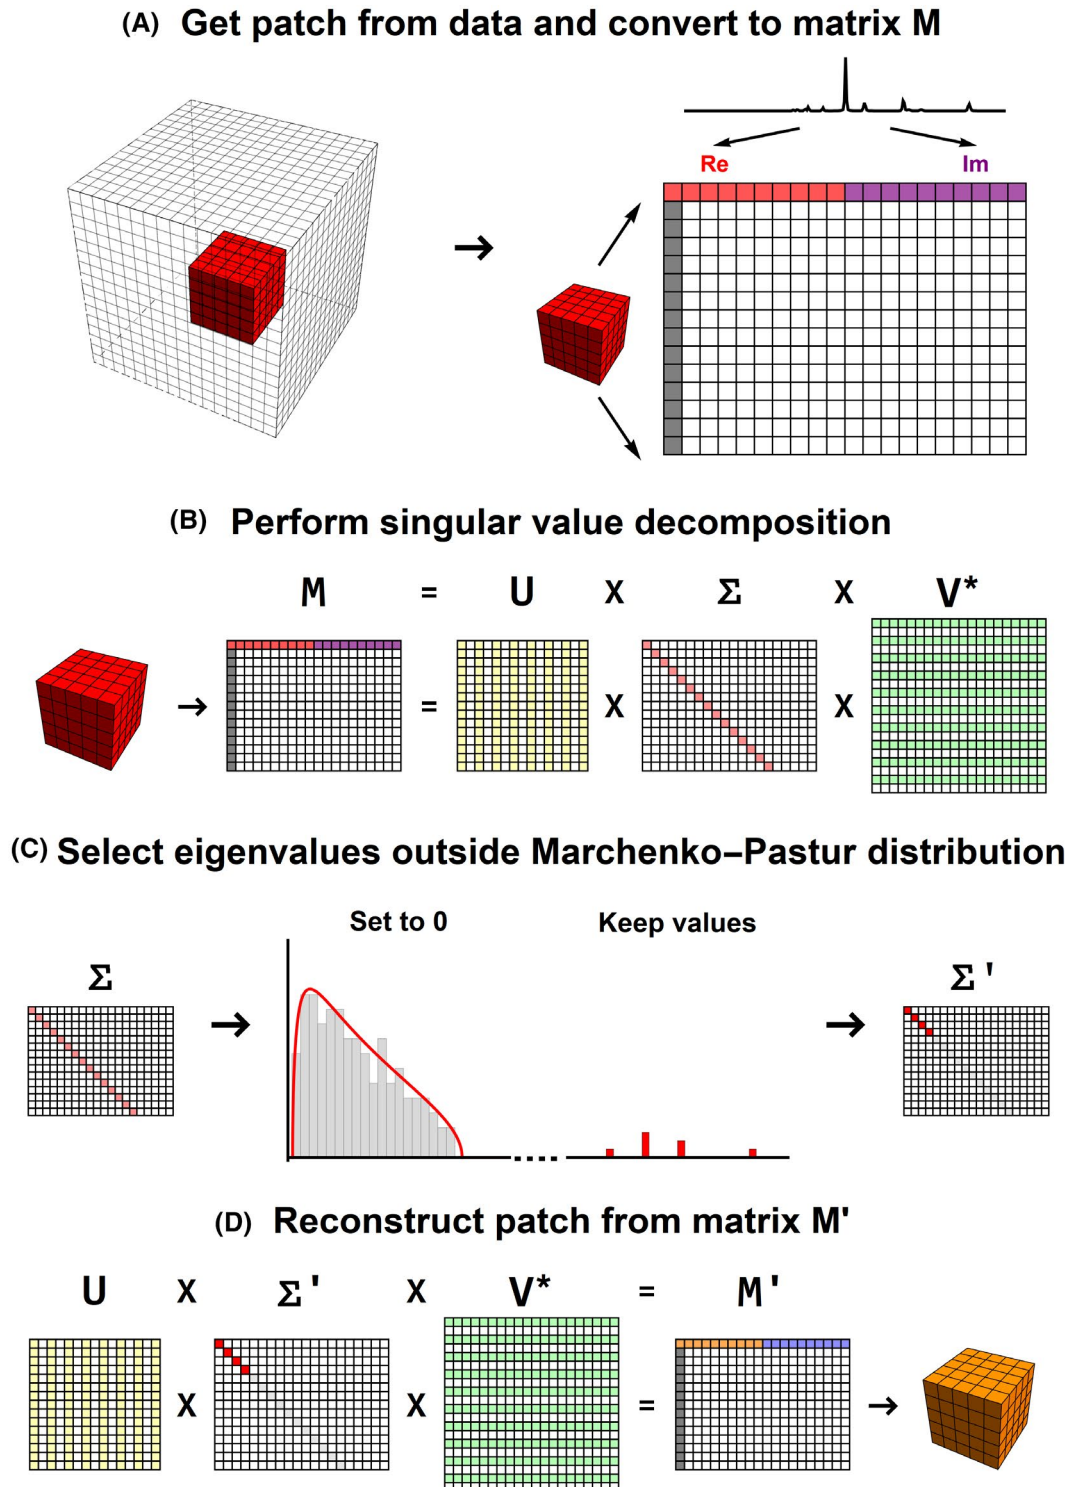 (A) Get patch from data and convert to matrix M
Re
Im
(B) Perform singular value decomposition
M = U X Σ X V*
= X X
(C) Select eigenvalues outside Marchenko–Pastur distribution
Set to 0
Keep values
Σ
Σ'
(D) Reconstruct patch from matrix M'
U X Σ' X V* = M'
X X =